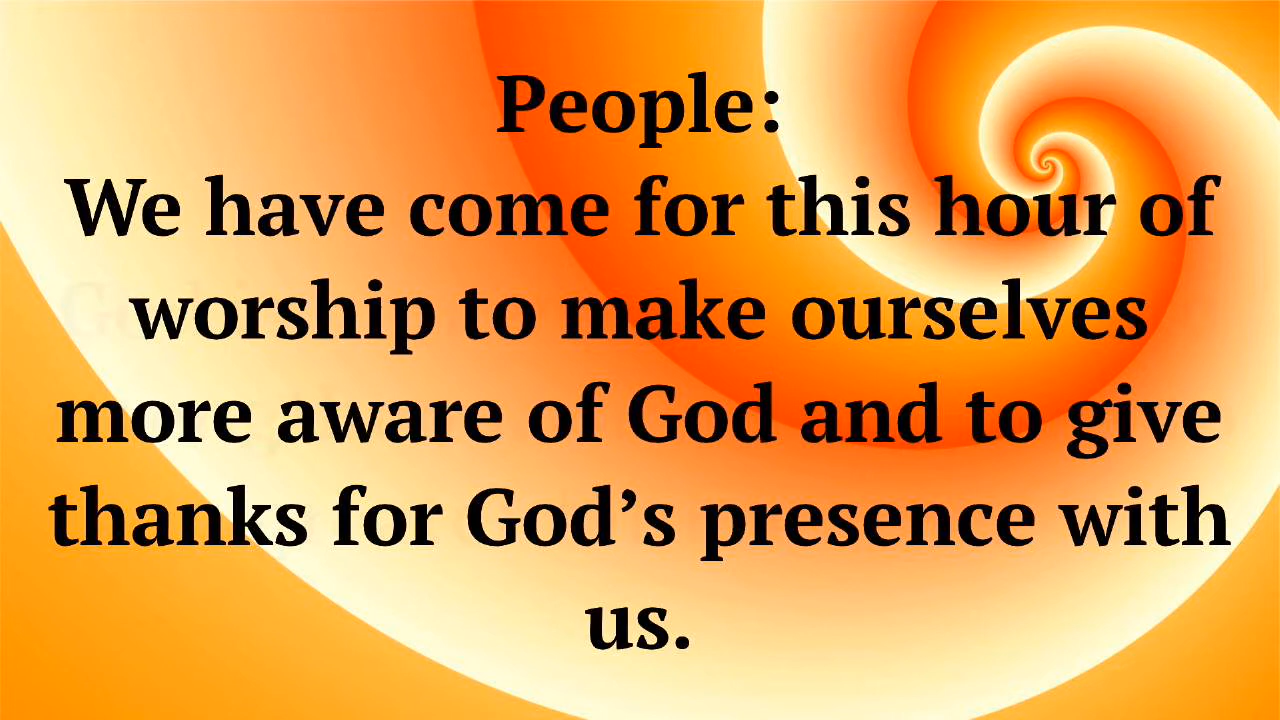 People:
We have come for this hour of
worship to make ourselves
more aware of God and to give
thanks for God’s presence with
us.